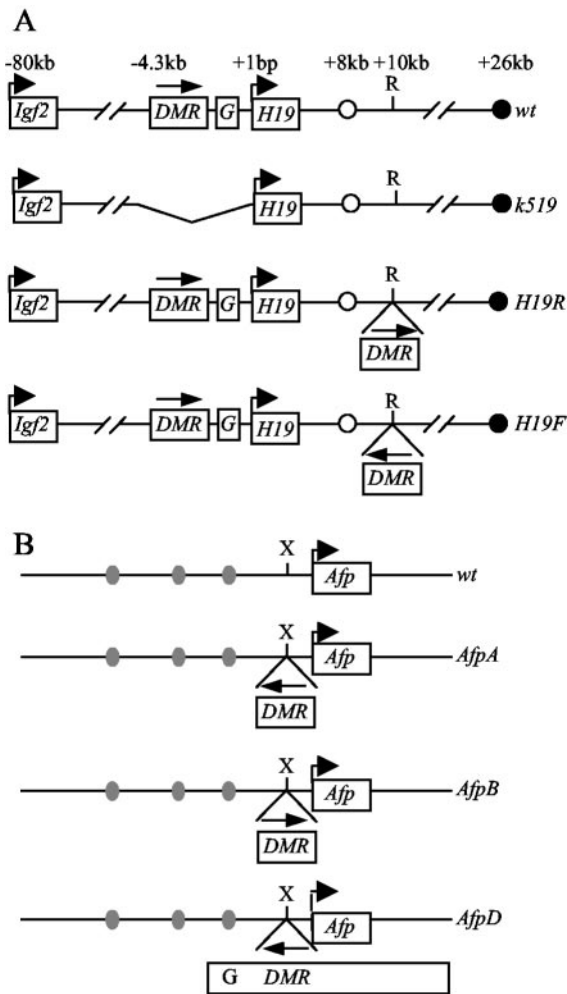 A
-80kb -4.3kb +1bp +8kb +10kb +26kb
R
Igf2 DMR G H19 wt
R
Igf2 H19 k519
R
Igf2 DMR G H19 H19R
DMR
R
Igf2 DMR G H19 H19F
DMR
B
X
Afp wt
X
Afp AfpA
DMR
X
Afp AfpB
DMR
X
Afp AfpD
G DMR